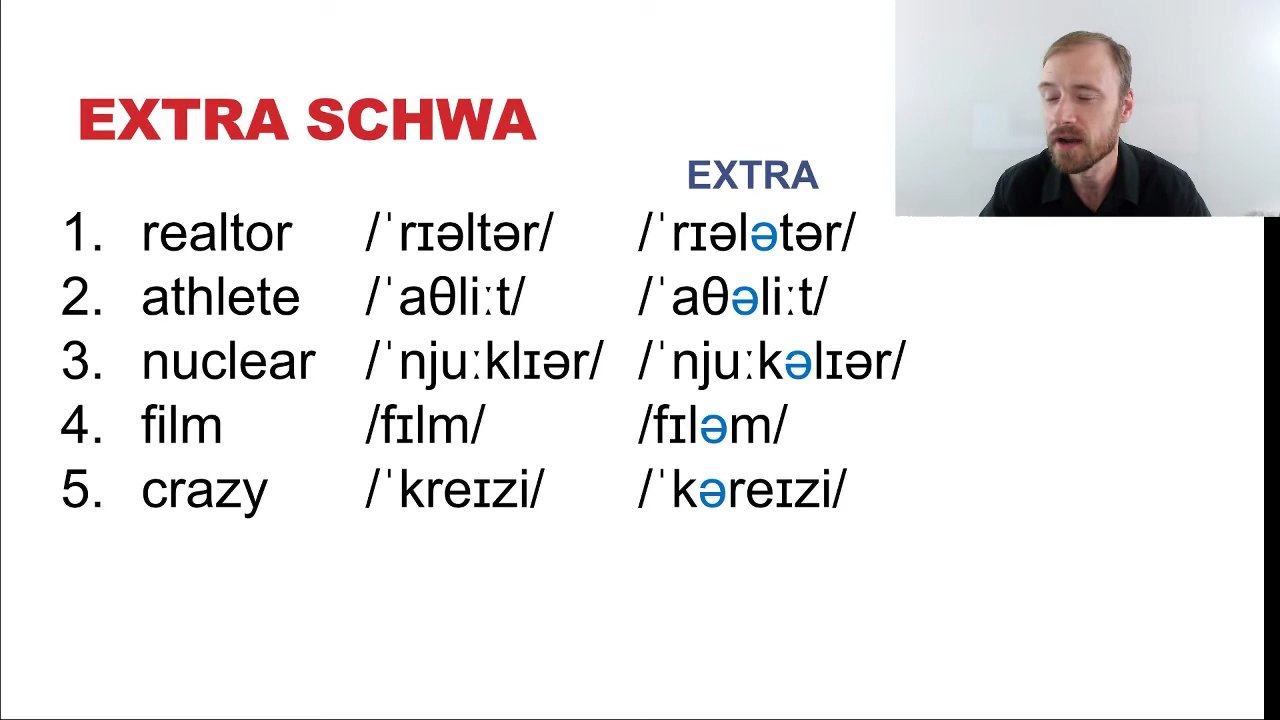 EXTRA SCHWA
EXTRA
1. realtor /ˈrɪəltər/ /ˈrɪələtər/
2. athlete /ˈaθliːt/ /ˈaθəliːt/
3. nuclear /ˈnjuːklɪər/ /ˈnjuːkəlɪər/
4. film /fɪlm/ /fɪləm/
5. crazy /ˈkreɪzi/ /ˈkəreɪzi/